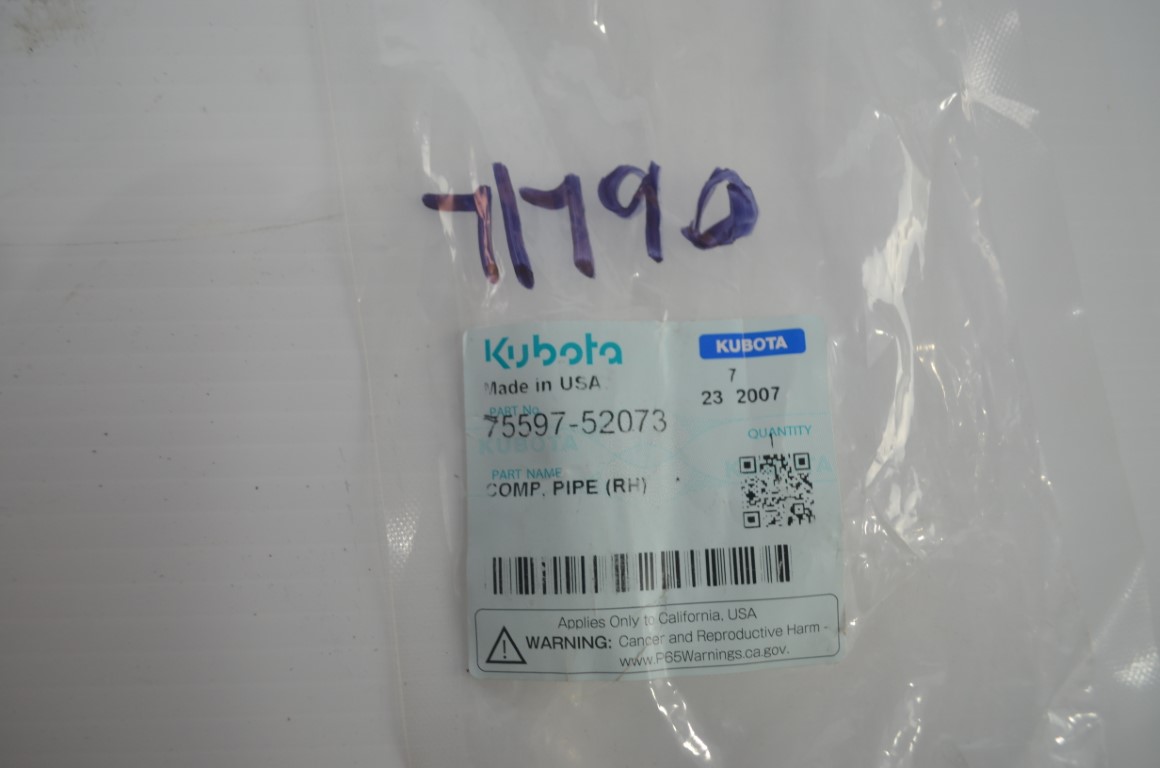 71790
Kubota
KUBOTA
Made in USA
7
23 2007
PART No.
75597-52073
QUANTITY
1
PART NAME
COMP. PIPE (RH)
Applies Only to California, USA
WARNING: Cancer and Reproductive Harm -
www.P65Warnings.ca.gov.